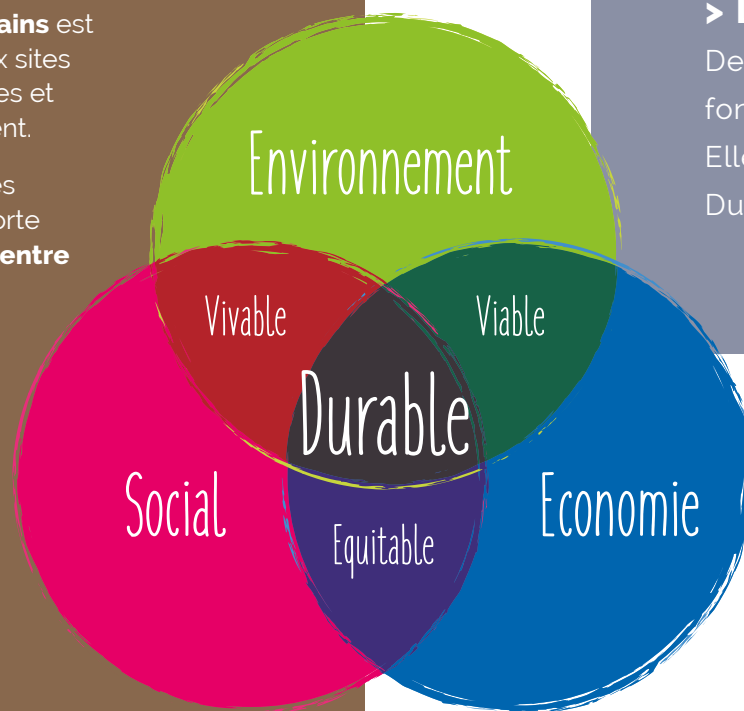 ains est
x sites
es et
ent.
es
orte
entre
>
De
for
Elle
Du
Environnement
Vivable
Viable
Durable
Social
Economie
Equitable